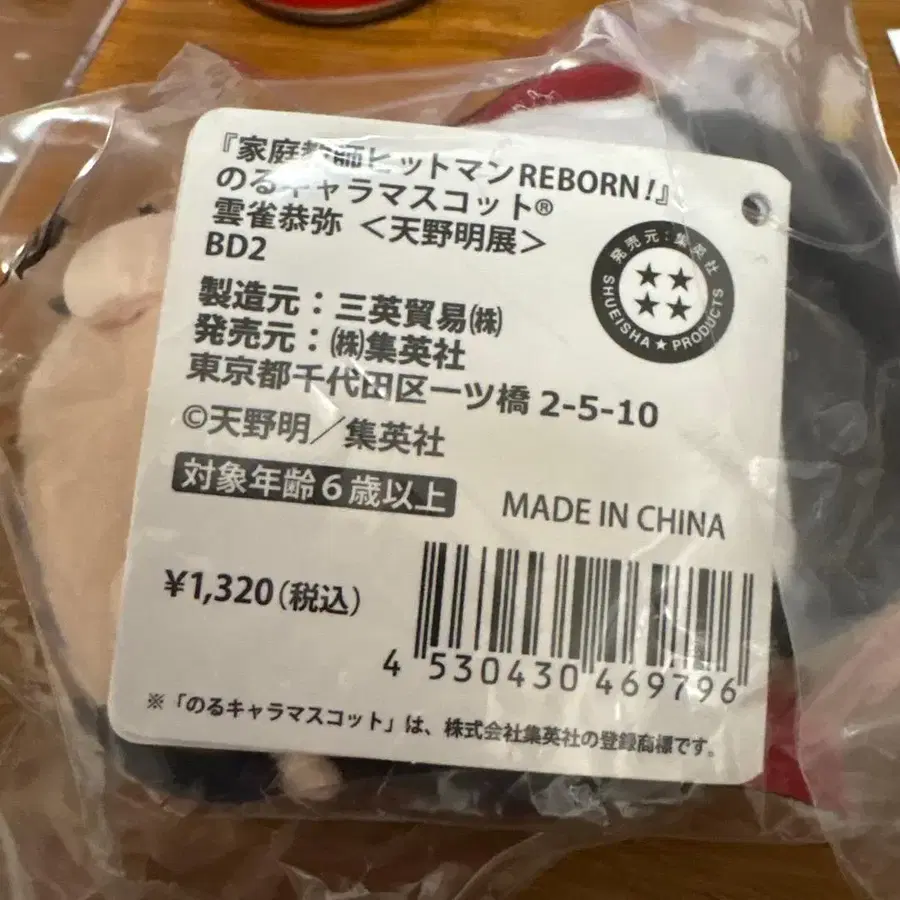 『家庭教師ヒットマンREBORN!』
のるキャラマスコット®
雲雀恭弥 ＜天野明展＞
BD2
発売元：集英社
SHUEISHA ★ PRODUCTS
製造元：三英貿易㈱
発売元：㈱集英社
東京都千代田区一ツ橋 2-5-10
©天野明／集英社
対象年齢６歳以上
MADE IN CHINA
¥1,320(税込)
4 530430 469796
※「のるキャラマスコット」は、株式会社集英社の登録商標です。